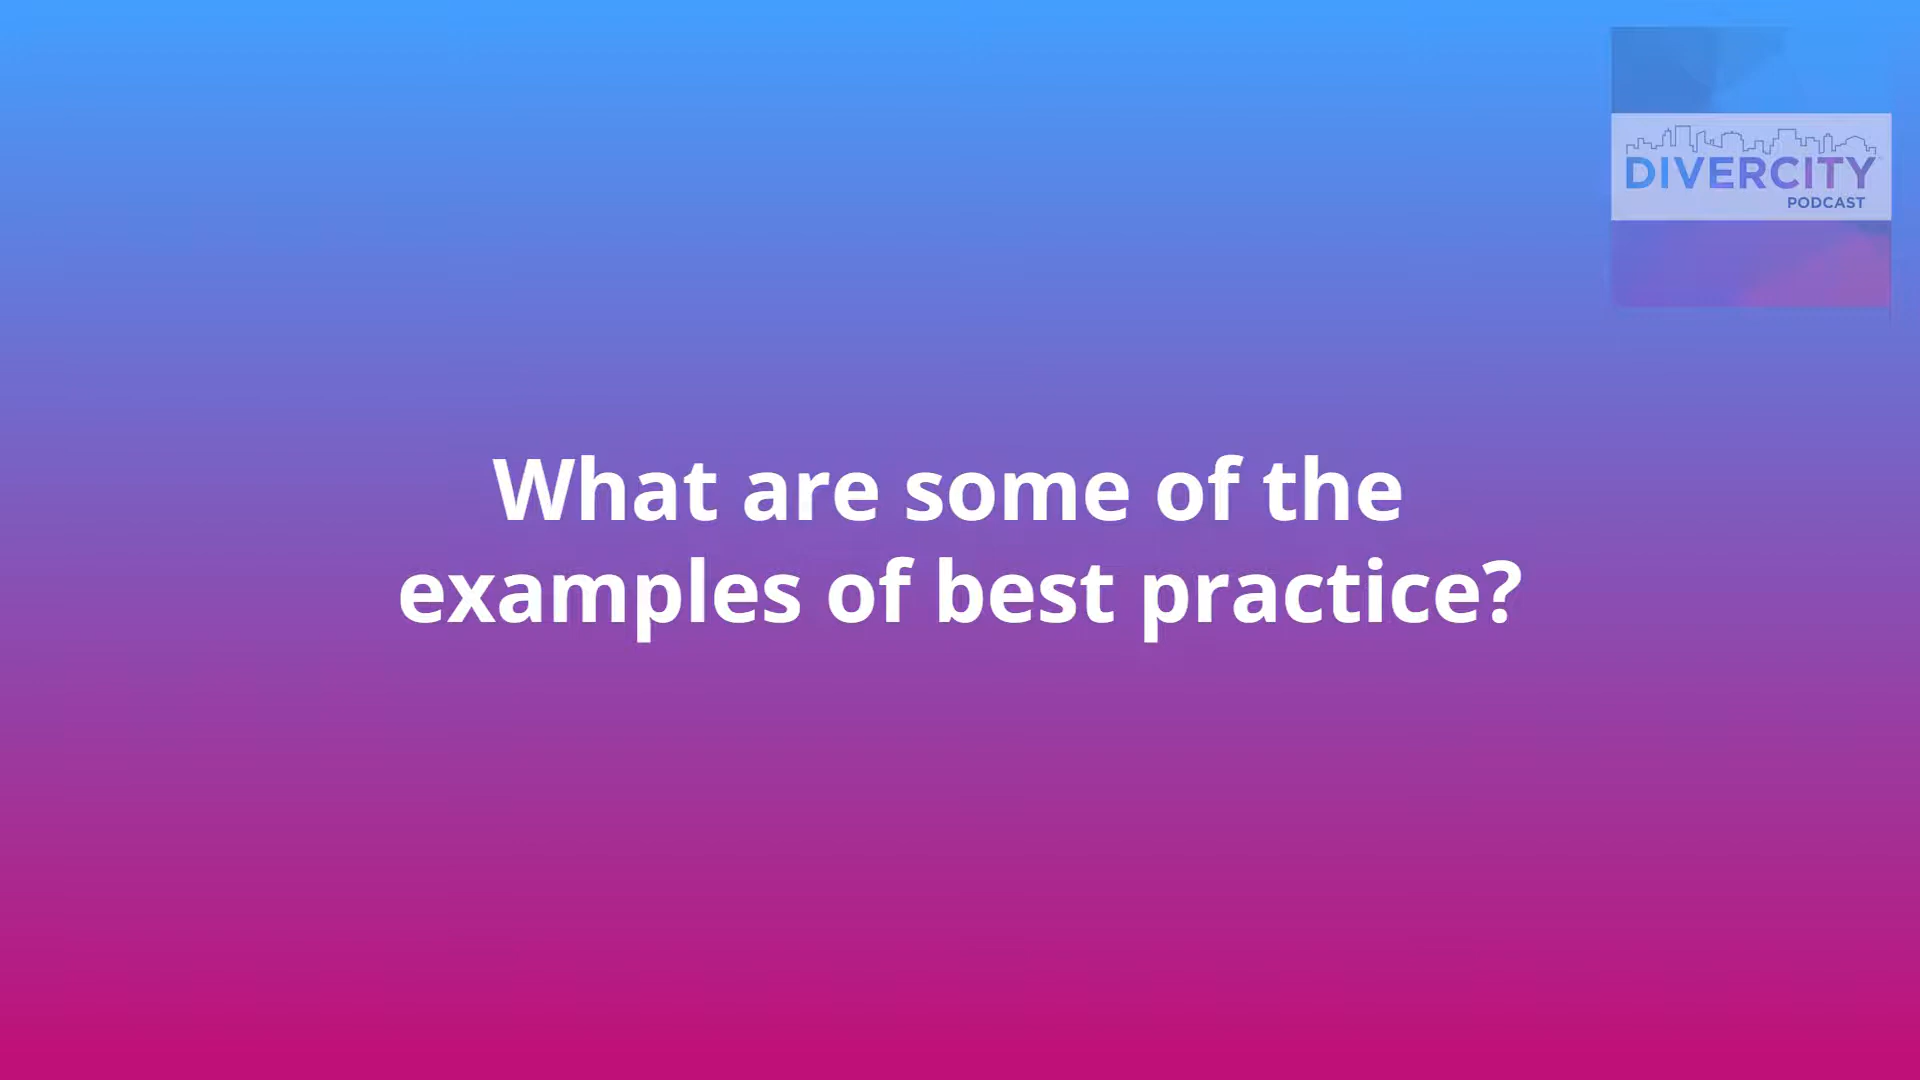 DIVERCITY
PODCAST
What are some of the
examples of best practice?